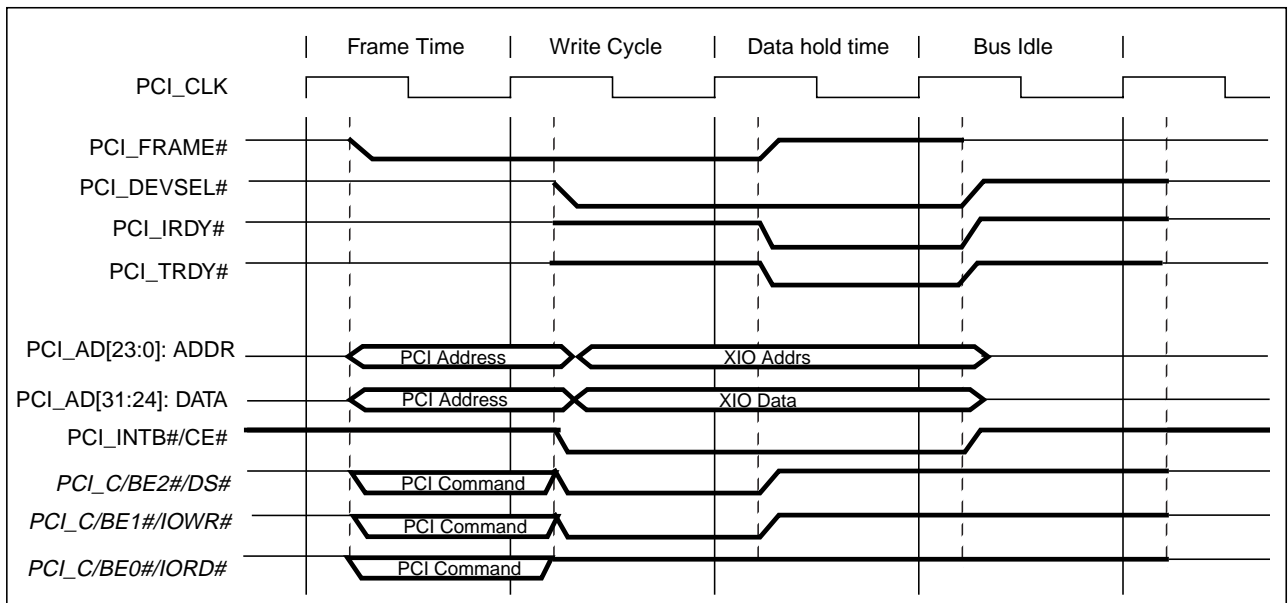 Frame Time Write Cycle Data hold time Bus Idle
PCI_CLK
PCI_FRAME#
PCI_DEVSEL#
PCI_IRDY#
PCI_TRDY#
PCI_AD[23:0]: ADDR PCI Address XIO Addrs
PCI_AD[31:24]: DATA PCI Address XIO Data
PCI_INTB#/CE#
PCI_C/BE2#/DS# PCI Command
PCI_C/BE1#/IOWR# PCI Command
PCI_C/BE0#/IORD# PCI Command